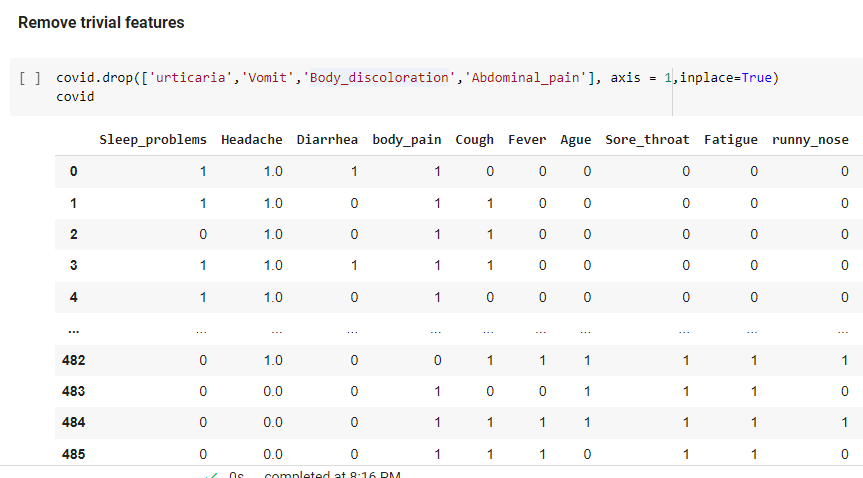 Remove trivial features
[ ] covid.drop(['urticaria','Vomit','Body_discoloration','Abdominal_pain'], axis = 1,inplace=True)
covid
Sleep_problems Headache Diarrhea body_pain Cough Fever Ague Sore_throat Fatigue runny_nose
0 1 1.0 1 1 0 0 0 0 0 0
1 1 1.0 0 1 1 0 0 0 0 0
2 0 1.0 0 1 1 0 0 0 0 0
3 1 1.0 1 1 1 0 0 0 0 0
4 1 1.0 0 1 0 0 0 0 0 0
... ... ... ... ... ... ... ... ... ... ...
482 0 1.0 0 0 1 1 1 1 1 1
483 0 0.0 0 1 0 0 1 1 1 0
484 0 0.0 0 1 1 1 1 1 1 1
485 0 0.0 0 1 1 1 0 1 1 0
0s completed at 8:16 PM